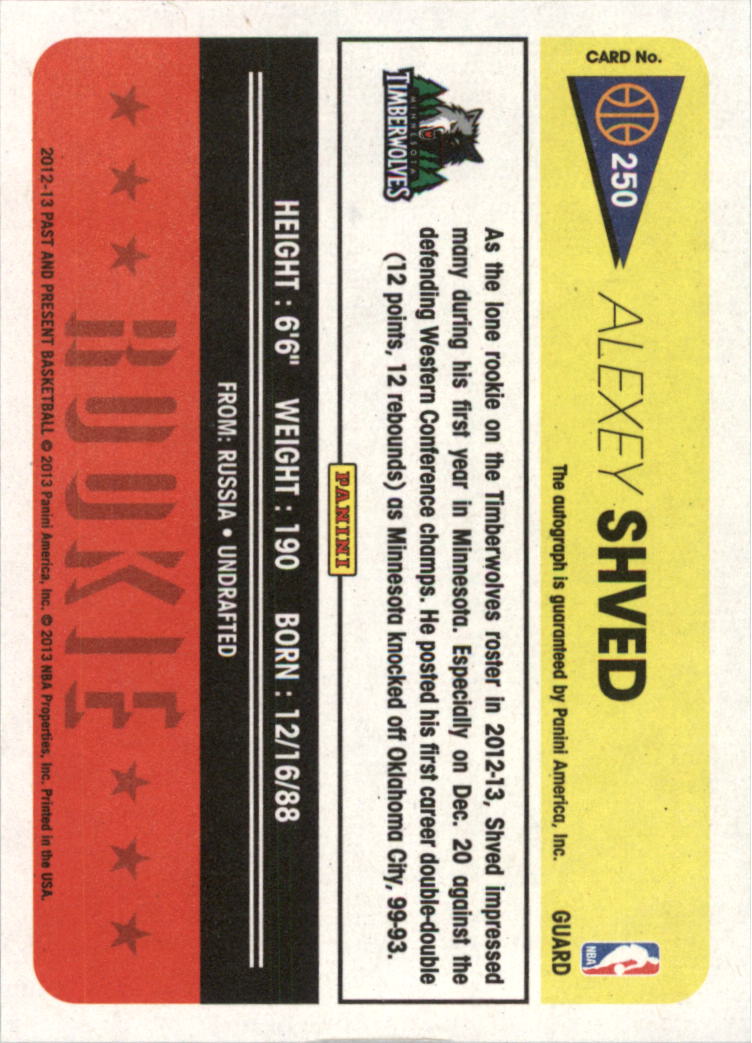 CARD No.
250
ALEXEY SHVED
The autograph is guaranteed by Panini America, Inc.
GUARD
NBA
MINNESOTA
TIMBERWOLVES
As the lone rookie on the Timberwolves roster in 2012-13, Shved impressed
many during his first year in Minnesota. Especially on Dec. 20 against the
defending Western Conference champs. He posted his first career double-double
(12 points, 12 rebounds) as Minnesota knocked off Oklahoma City, 99-93.
PANINI
HEIGHT : 6'6" WEIGHT : 190 BORN : 12/16/88
FROM: RUSSIA • UNDRAFTED
ROOKIE
2012-13 PAST AND PRESENT BASKETBALL © 2013 Panini America, Inc. © 2013 NBA Properties, Inc. Printed in the USA.